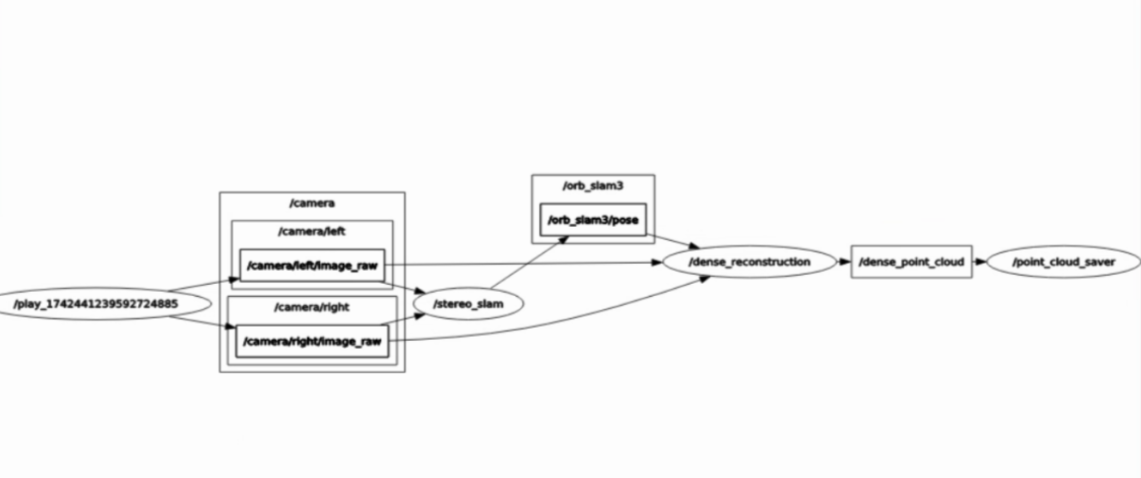 /play_1742441239592724885
/camera
/camera/left
/camera/left/image_raw
/camera/right
/camera/right/image_raw
/stereo_slam
/orb_slam3
/orb_slam3/pose
/dense_reconstruction
/dense_point_cloud
/point_cloud_saver